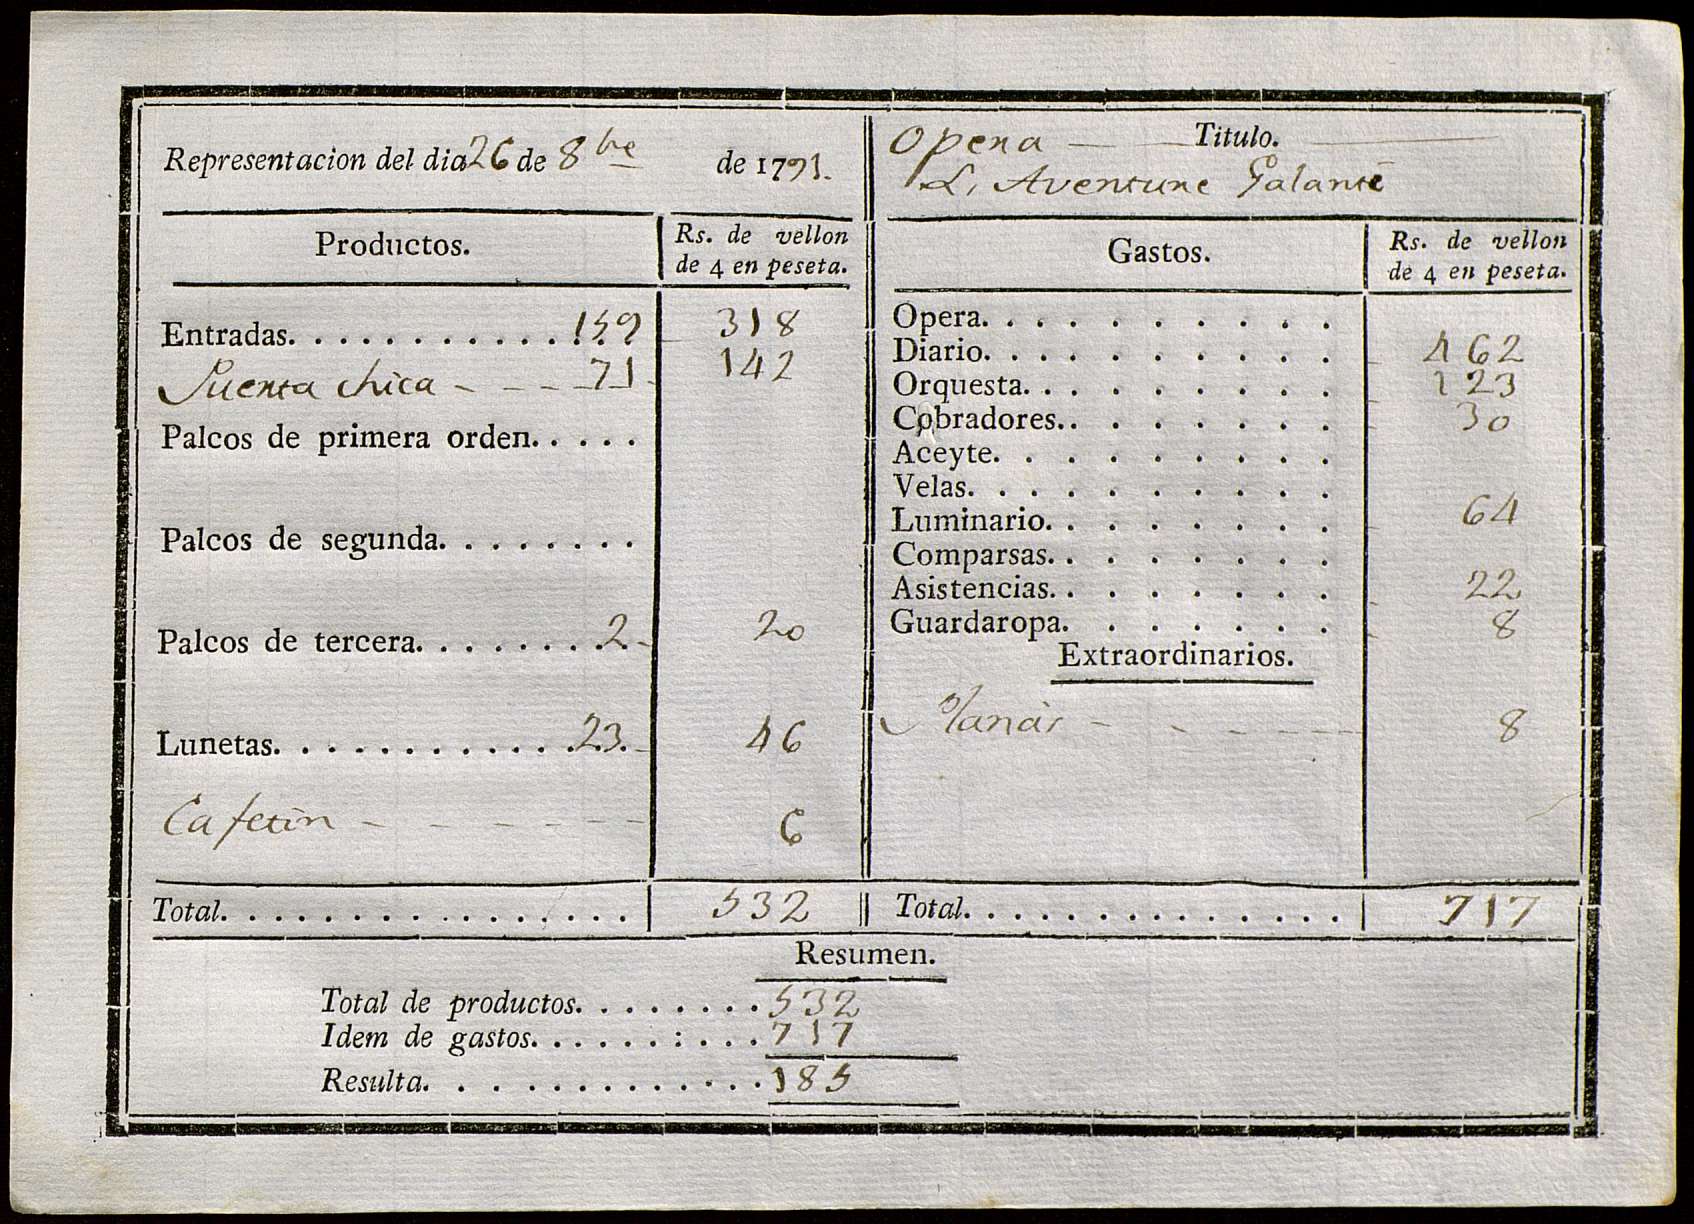 Representacion del dia 26 de 8bre de 1791.
Productos. Rs. de vellon
de 4 en peseta.
Entradas. . . . . . . . . . . . 159 318
Puerta chica - - - - - 71 142
Palcos de primera orden. . . . .
Palcos de segunda. . . . . . . .
Palcos de tercera. . . . . . . . 2 - 20
Lunetas. . . . . . . . . . . . . 23 - 46
Cafetin - - - - - - - 6
Total. . . . . . . . . . . . . . . . 532
Opera — — Titulo. ———
L, Aventure Galante
Gastos. Rs. de vellon
de 4 en peseta.
Opera. . . . . . . . . .
Diario. . . . . . . . . . 462
Orquesta. . . . . . . . . 123
Cobradores. . . . . . . . 30
Aceyte. . . . . . . . . .
Velas. . . . . . . . . .
Luminario. . . . . . . . 64
Comparsas. . . . . . . .
Asistencias. . . . . . . . 22
Guardaropa. . . . . . . . 8
Extraordinarios.
- - - - - 8
Total. . . . . . . . . . . . . . . 717
Resumen.
Total de productos. . . . . . . . 532
Idem de gastos. . . . . . : . . . 717
Resulta. . . . . . . . . . . . . 185